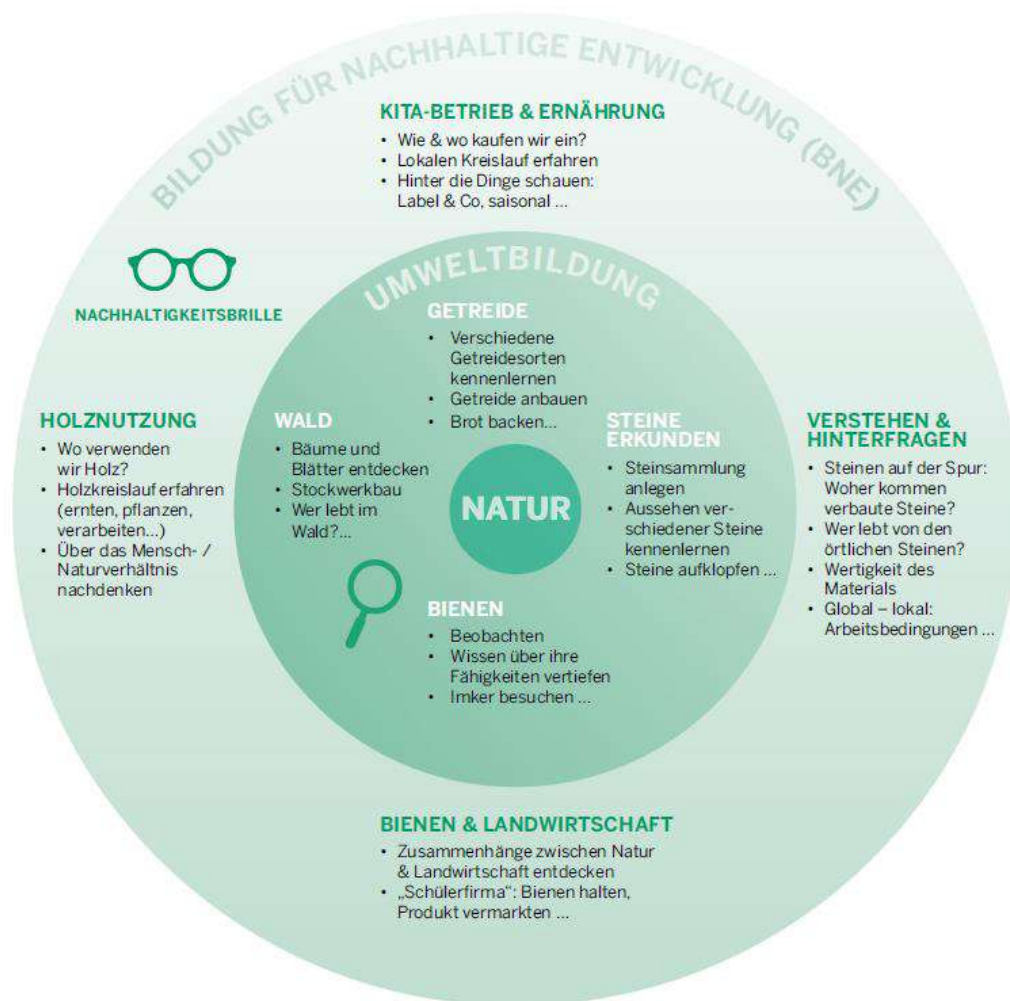 BILDUNG FÜR NACHHALTIGE ENTWICKLUNG (BNE)
KITA-BETRIEB & ERNÄHRUNG
• Wie & wo kaufen wir ein?
• Lokalen Kreislauf erfahren
• Hinter die Dinge schauen:
Label & Co, saisonal ...
NACHHALTIGKEITSBRILLE
UMWELTBILDUNG
GETREIDE
• Verschiedene
Getreidesorten
kennenlernen
• Getreide anbauen
• Brot backen...
HOLZNUTZUNG
• Wo verwenden
wir Holz?
• Holzkreislauf erfahren
(ernten, pflanzen,
verarbeiten...)
• Über das Mensch- /
Naturverhältnis
nachdenken
WALD
• Bäume und
Blätter entdecken
• Stockwerkbau
• Wer lebt im
Wald?...
NATUR
STEINE
ERKUNDEN
• Steinsammlung
anlegen
• Aussehen ver-
schiedener Steine
kennenlernen
• Steine aufklopfen ...
VERSTEHEN &
HINTERFRAGEN
• Steinen auf der Spur:
Woher kommen
verbaute Steine?
• Wer lebt von den
örtlichen Steinen?
• Wertigkeit des
Materials
• Global – lokal:
Arbeitsbedingungen ...
BIENEN
• Beobachten
• Wissen über ihre
Fähigkeiten vertiefen
• Imker besuchen ...
BIENEN & LANDWIRTSCHAFT
• Zusammenhänge zwischen Natur
& Landwirtschaft entdecken
• „Schülerfirma“: Bienen halten,
Produkt vermarkten ...